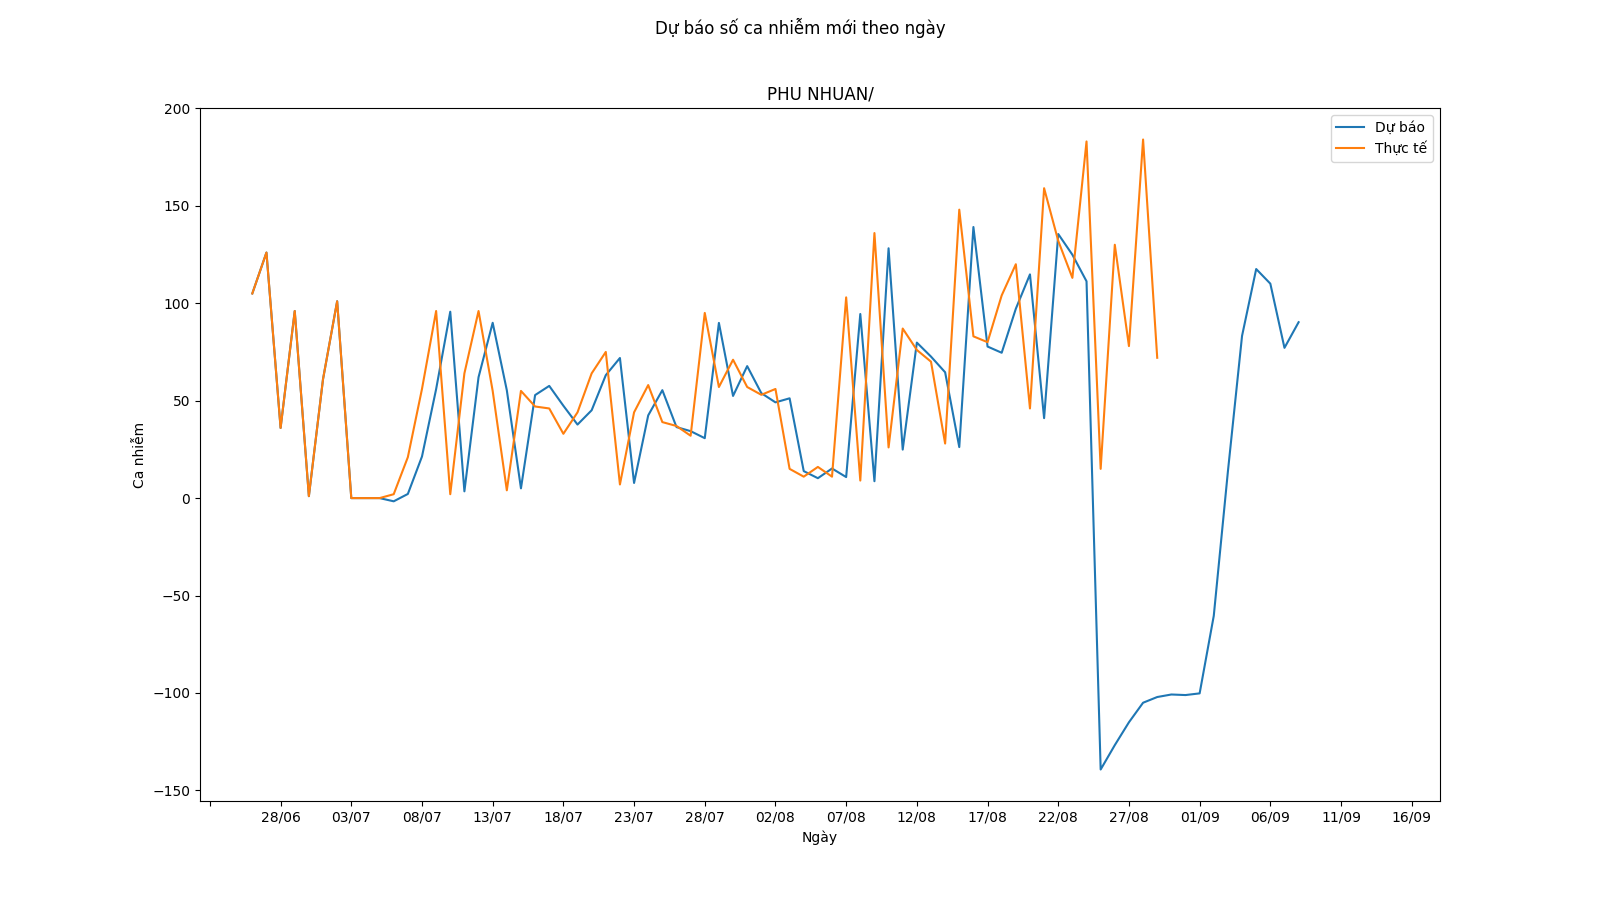 Dự báo số ca nhiễm mới theo ngày
PHU NHUAN/
Dự báo
Thực tế
200
150
100
50
0
−50
−100
−150
Ca nhiễm
28/06 03/07 08/07 13/07 18/07 23/07 28/07 02/08 07/08 12/08 17/08 22/08 27/08 01/09 06/09 11/09 16/09
Ngày